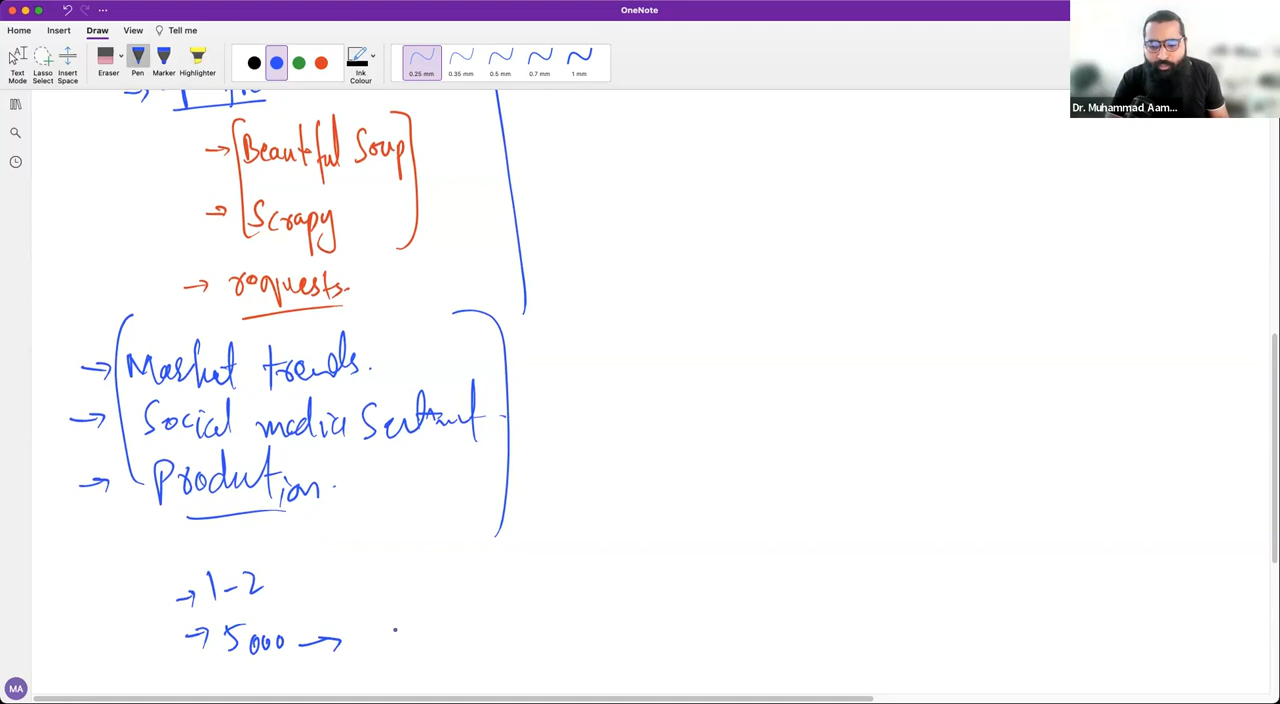 OneNote
Home Insert Draw View Tell me
Text Mode
Lasso Select
Insert Space
Eraser
Pen
Marker
Highlighter
0.25 mm
0.35 mm
0.5 mm
0.7 mm
1 mm
Ink Colour
Dr. Muhammad Aam...
→ Beautiful Soup
→ Scrapy
→ requests.
→ Market trends.
→ Social media
→ Prodution.
→ 1-2
→ 5000 →
MA